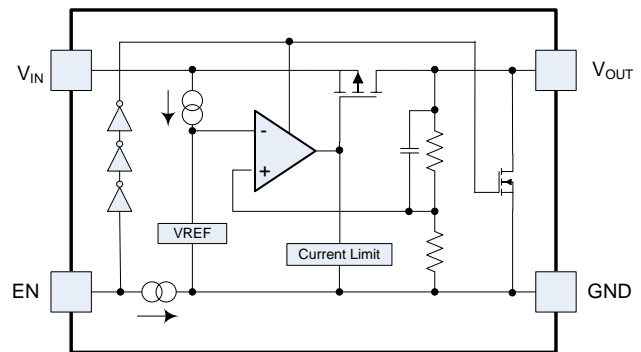 VIN
VOUT
-
+
VREF
Current Limit
EN
GND